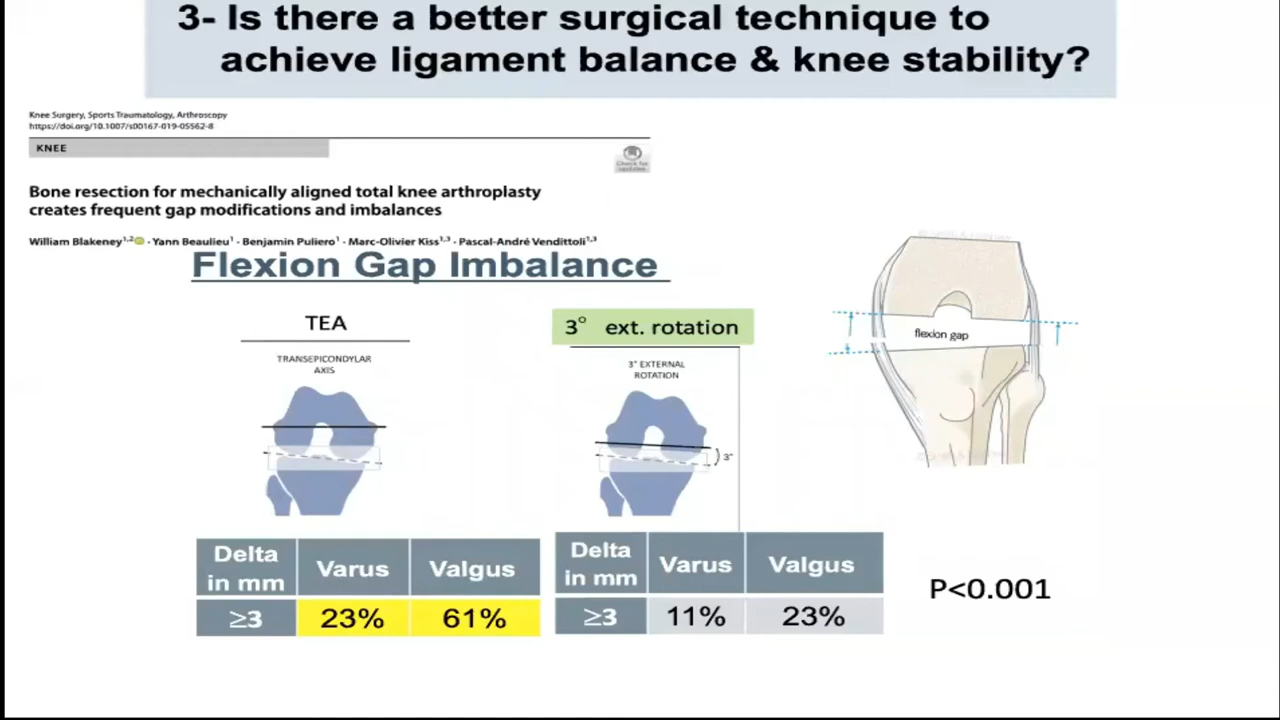 3- Is there a better surgical technique to
achieve ligament balance & knee stability?
Knee Surgery, Sports Traumatology, Arthroscopy
https://doi.org/10.1007/s00167-019-05562-8
KNEE
Check for
updates
Bone resection for mechanically aligned total knee arthroplasty
creates frequent gap modifications and imbalances
William Blakeney1,2 · Yann Beaulieu1 · Benjamin Puliero1 · Marc-Olivier Kiss1,3 · Pascal-André Vendittoli1,3
Flexion Gap Imbalance
TEA
TRANSEPICONDYLAR
AXIS
3° ext. rotation
3° EXTERNAL
ROTATION
3°
flexion gap
Delta
in mm
Varus
Valgus
≥3
23%
61%
Delta
in mm
Varus
Valgus
≥3
11%
23%
P<0.001